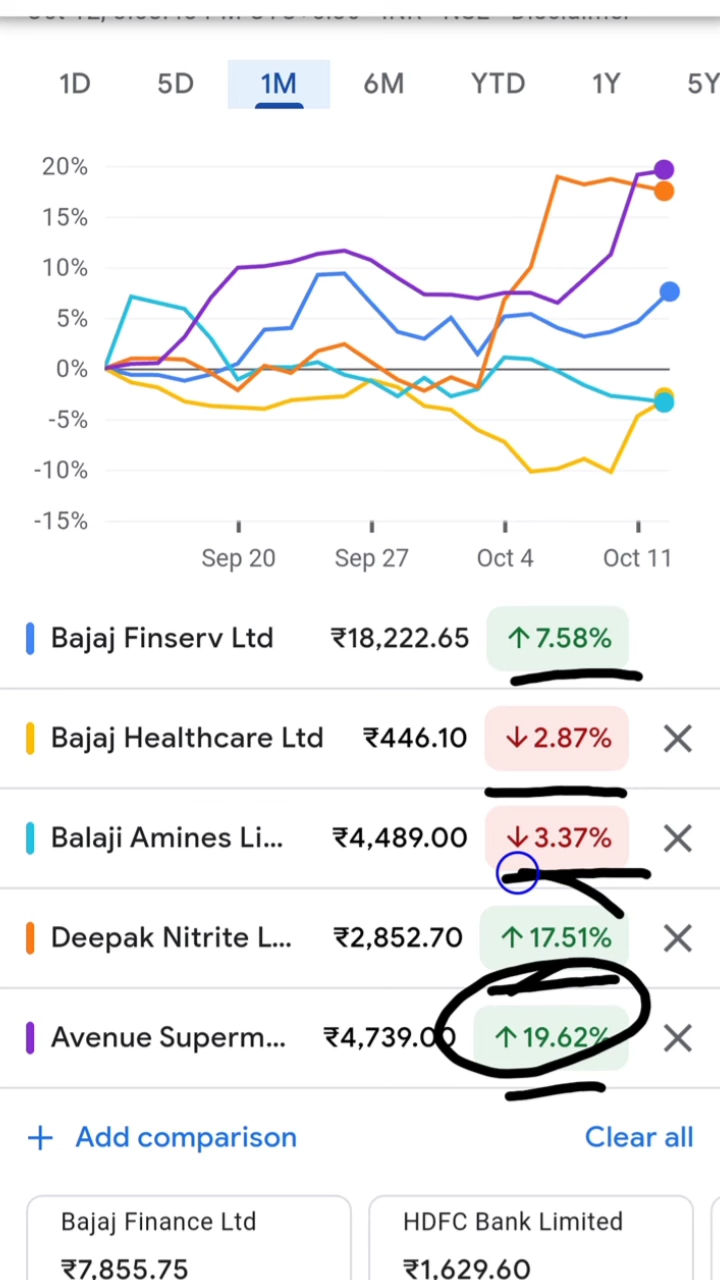 1D 5D 1M 6M YTD 1Y 5Y
20%
15%
10%
5%
0%
-5%
-10%
-15%
Sep 20 Sep 27 Oct 4 Oct 11
Bajaj Finserv Ltd ₹18,222.65 ↑7.58%
Bajaj Healthcare Ltd ₹446.10 ↓2.87%
Balaji Amines Li... ₹4,489.00 ↓3.37%
Deepak Nitrite L... ₹2,852.70 ↑17.51%
Avenue Superm... ₹4,739.00 ↑19.62%
+ Add comparison Clear all
Bajaj Finance Ltd HDFC Bank Limited
₹7,855.75 ₹1,629.60